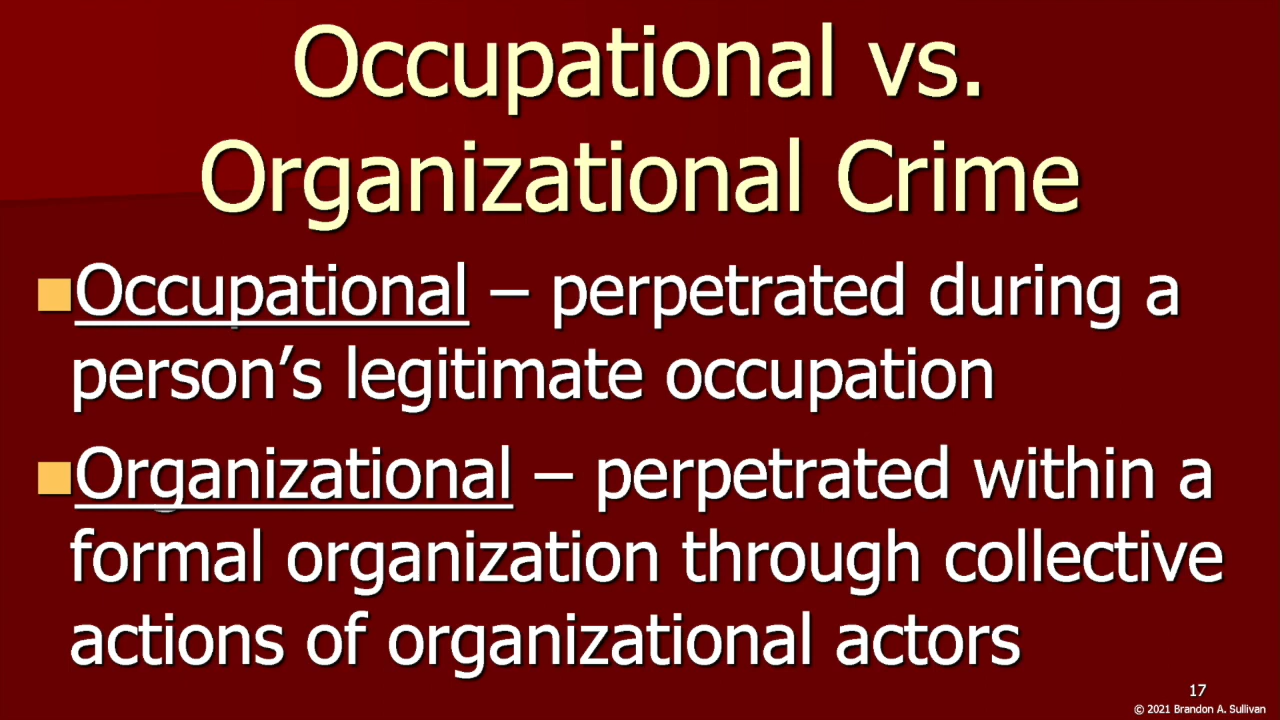 Occupational vs.
Organizational Crime
Occupational – perpetrated during a
person’s legitimate occupation
Organizational – perpetrated within a
formal organization through collective
actions of organizational actors
17
© 2021 Brandon A. Sullivan